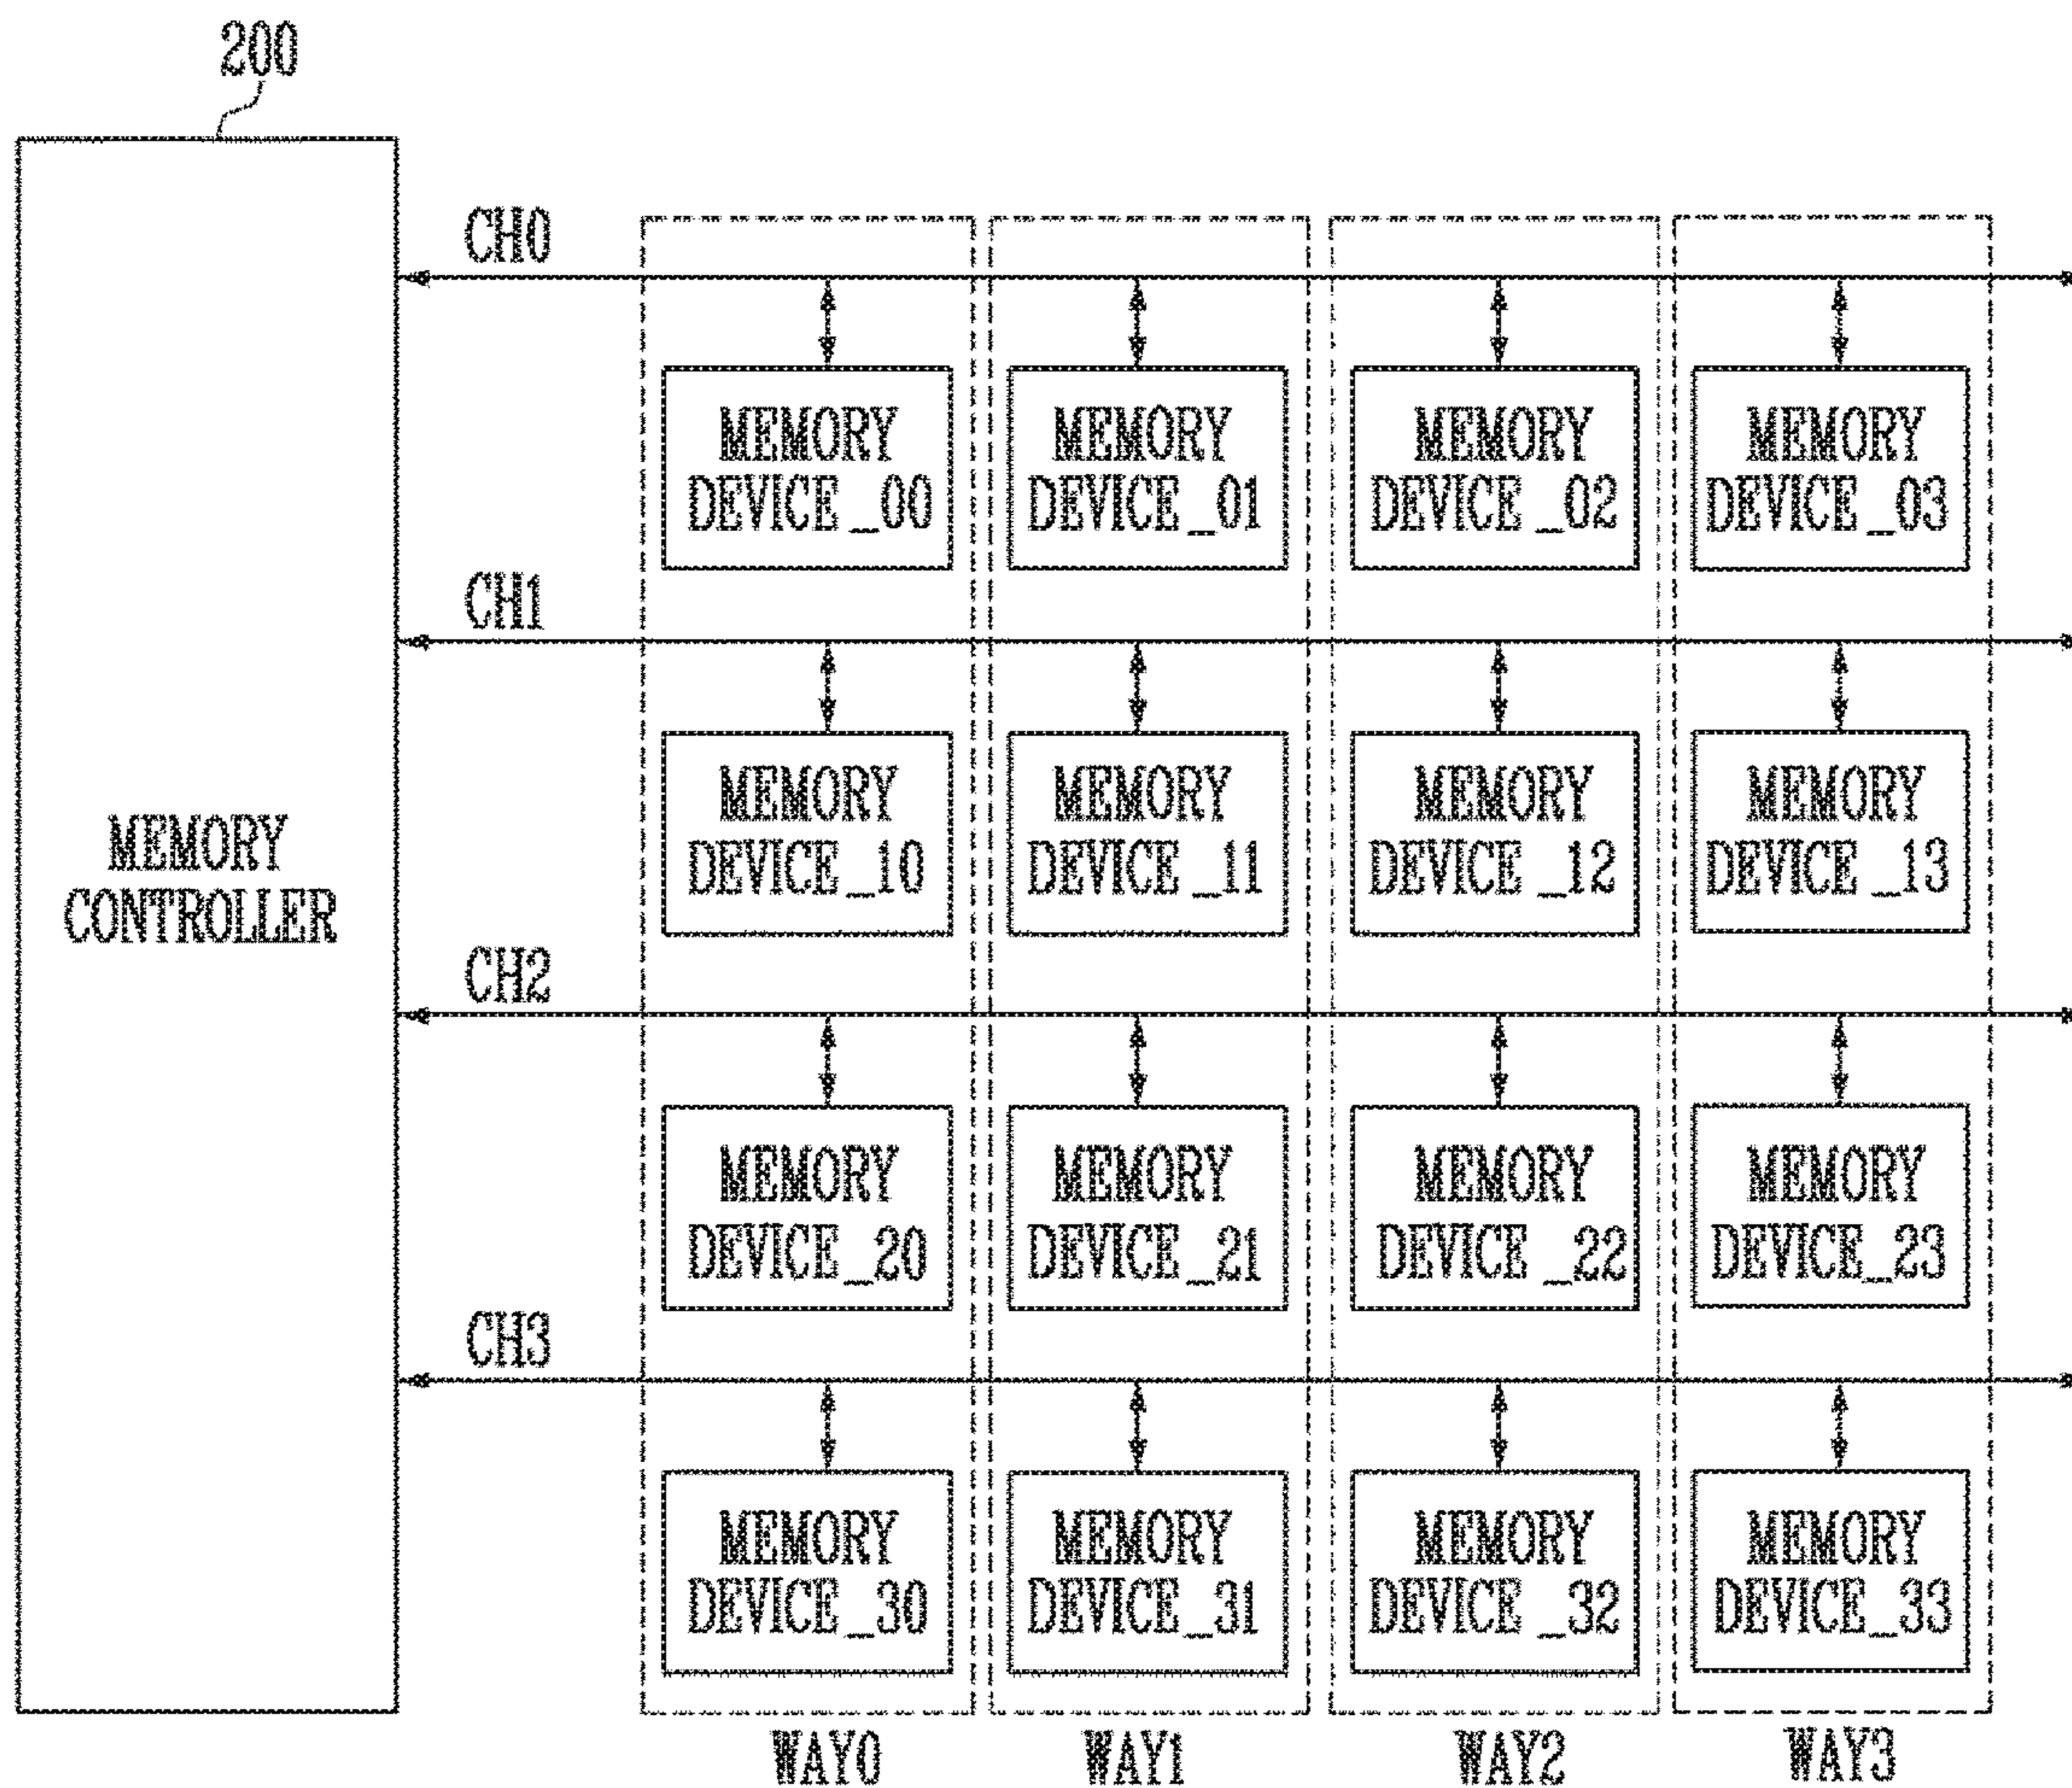 200
CH0
MEMORY
DEVICE_00
MEMORY
DEVICE_01
MEMORY
DEVICE_02
MEMORY
DEVICE_03
CH1
MEMORY
DEVICE_10
MEMORY
DEVICE_11
MEMORY
DEVICE_12
MEMORY
DEVICE_13
MEMORY
CONTROLLER
CH2
MEMORY
DEVICE_20
MEMORY
DEVICE_21
MEMORY
DEVICE_22
MEMORY
DEVICE_23
CH3
MEMORY
DEVICE_30
MEMORY
DEVICE_31
MEMORY
DEVICE_32
MEMORY
DEVICE_33
WAY0
WAY1
WAY2
WAY3